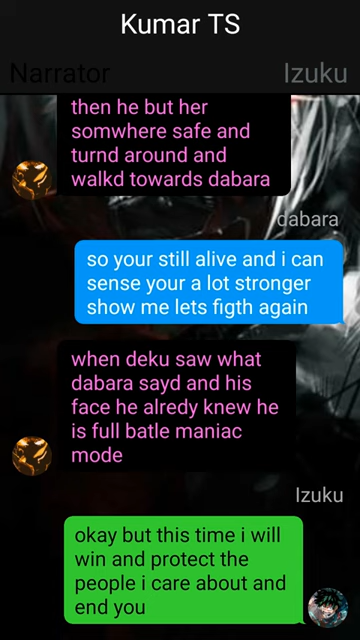 Kumar TS
Narrator
Izuku
then he but her
somwhere safe and
turnd around and
walkd towards dabara
dabara
so your still alive and i can
sense your a lot stronger
show me lets figth again
when deku saw what
dabara sayd and his
face he alredy knew he
is full batle maniac
mode
Izuku
okay but this time i will
win and protect the
people i care about and
end you